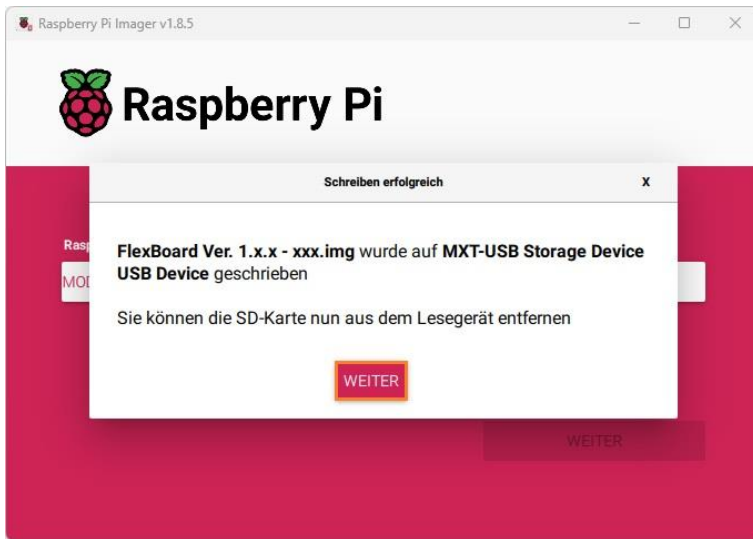 Raspberry Pi Imager v1.8.5
Raspberry Pi
Schreiben erfolgreich
X
FlexBoard Ver. 1.x.x - xxx.img wurde auf MXT-USB Storage Device
USB Device geschrieben
Sie können die SD-Karte nun aus dem Lesegerät entfernen
WEITER
WEITER